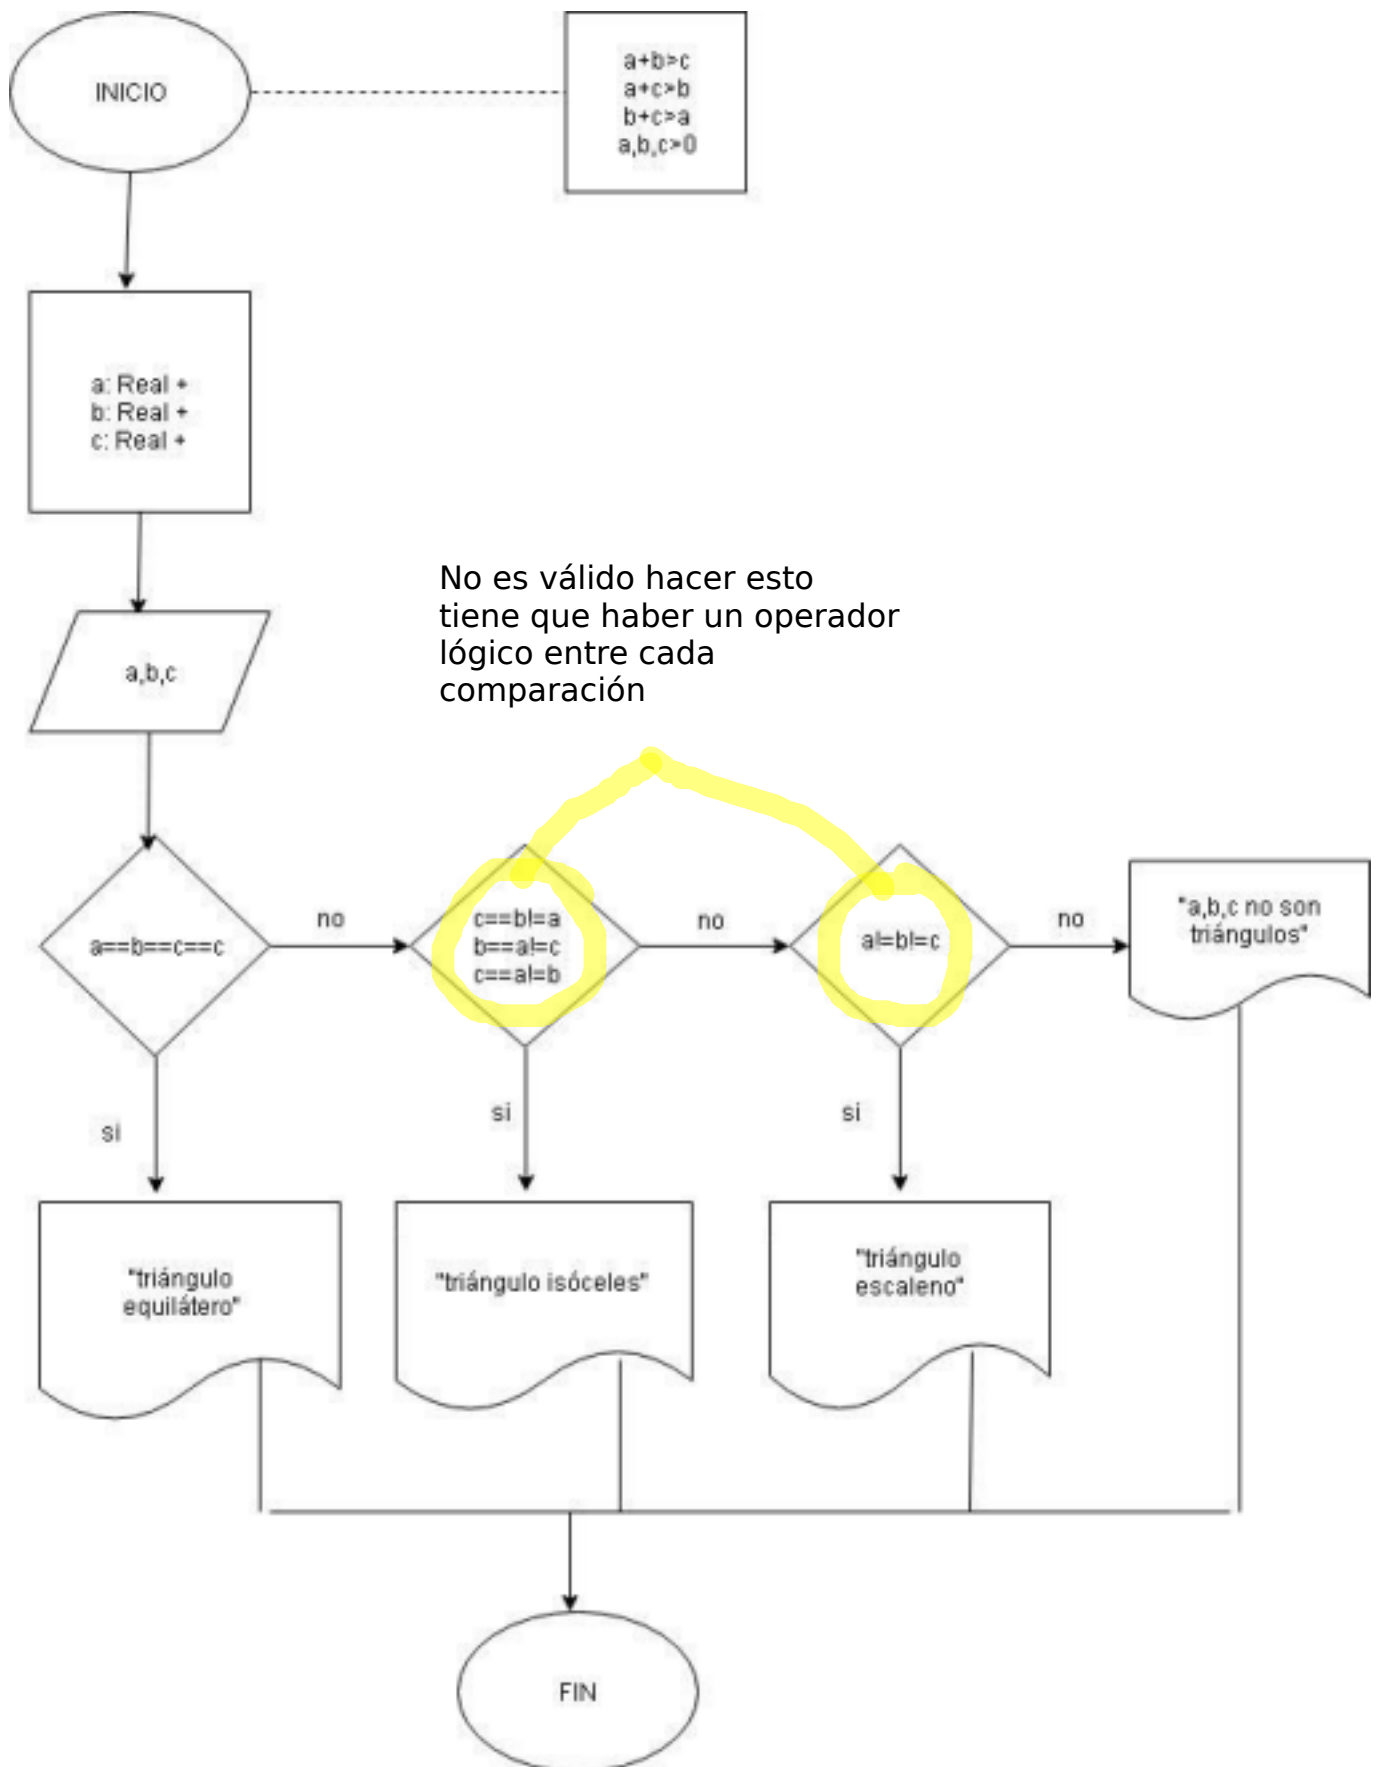 INICIO
a+b>c
a+c>b
b+c>a
a,b,c>0
a: Real +
b: Real +
c: Real +
No es válido hacer esto
tiene que haber un operador
lógico entre cada
comparación
a,b,c
a==b==c==c
no
c==b!=a
b==a!=c
c==a!=b
no
a!=b!=c
no
"a,b,c no son
triángulos"
si
si
si
"triángulo
equilátero"
"triángulo isóceles"
"triángulo
escaleno"
FIN